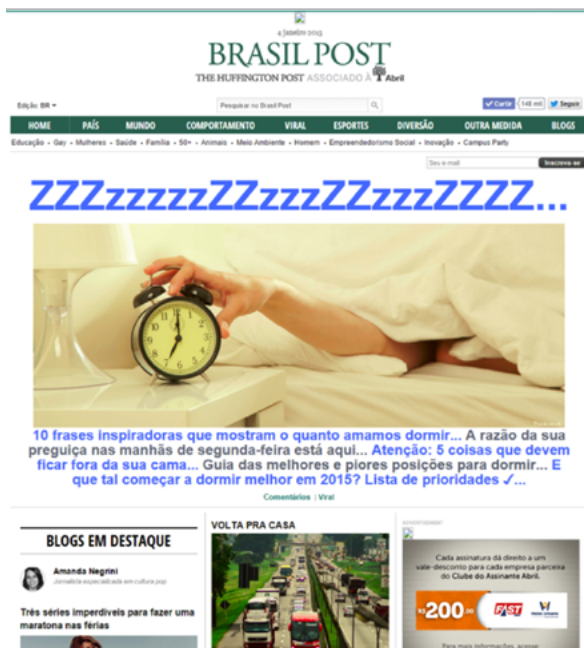 4 Janeiro 2015
BRASIL POST
THE HUFFINGTON POST ASSOCIADO À Abril
Edição: BR
Pesquisar no Brasil Post
Curtir
148 mil
Seguir
HOME PAÍS MUNDO COMPORTAMENTO VIRAL ESPORTES DIVERSÃO OUTRA MEDIDA BLOGS
Educação • Gay • Mulheres • Saúde • Família • 50+ • Animais • Meio Ambiente • Homem • Empreendedorismo Social • Inovação • Campus Party
Seu e-mail
Inscreva-se
ZZZzzzzzZZzzzZZzzzZZZZ...
10 frases inspiradoras que mostram o quanto amamos dormir... A razão da sua
preguiça nas manhãs de segunda-feira está aqui... Atenção: 5 coisas que devem
ficar fora da sua cama... Guia das melhores e piores posições para dormir... E
que tal começar a dormir melhor em 2015? Lista de prioridades ✓...
Comentários | Viral
BLOGS EM DESTAQUE
Amanda Negrini
Jornalista especializada em cultura pop
Três séries imperdíveis para fazer uma
maratona nas férias
VOLTA PRA CASA
ADVERTISEMENT
Cada assinatura dá direito a um
vale-desconto para cada empresa parceira
do Clube do Assinante Abril.
R$200,00
FAST
Para mais informações, acesse: